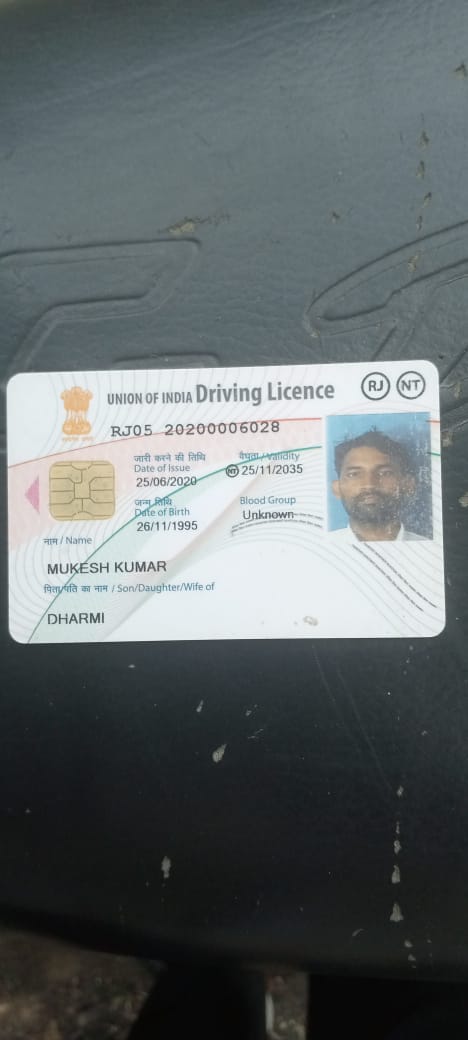 UNION OF INDIA Driving Licence RJ NT
RJ05 20200006028
जारी करने की तिथि
Date of Issue
25/06/2020
वैधता / Validity
NT 25/11/2035
जन्म तिथि
Date of Birth
26/11/1995
Blood Group
Unknown
नाम / Name
MUKESH KUMAR
पिता/पति का नाम / Son/Daughter/Wife of
DHARMI